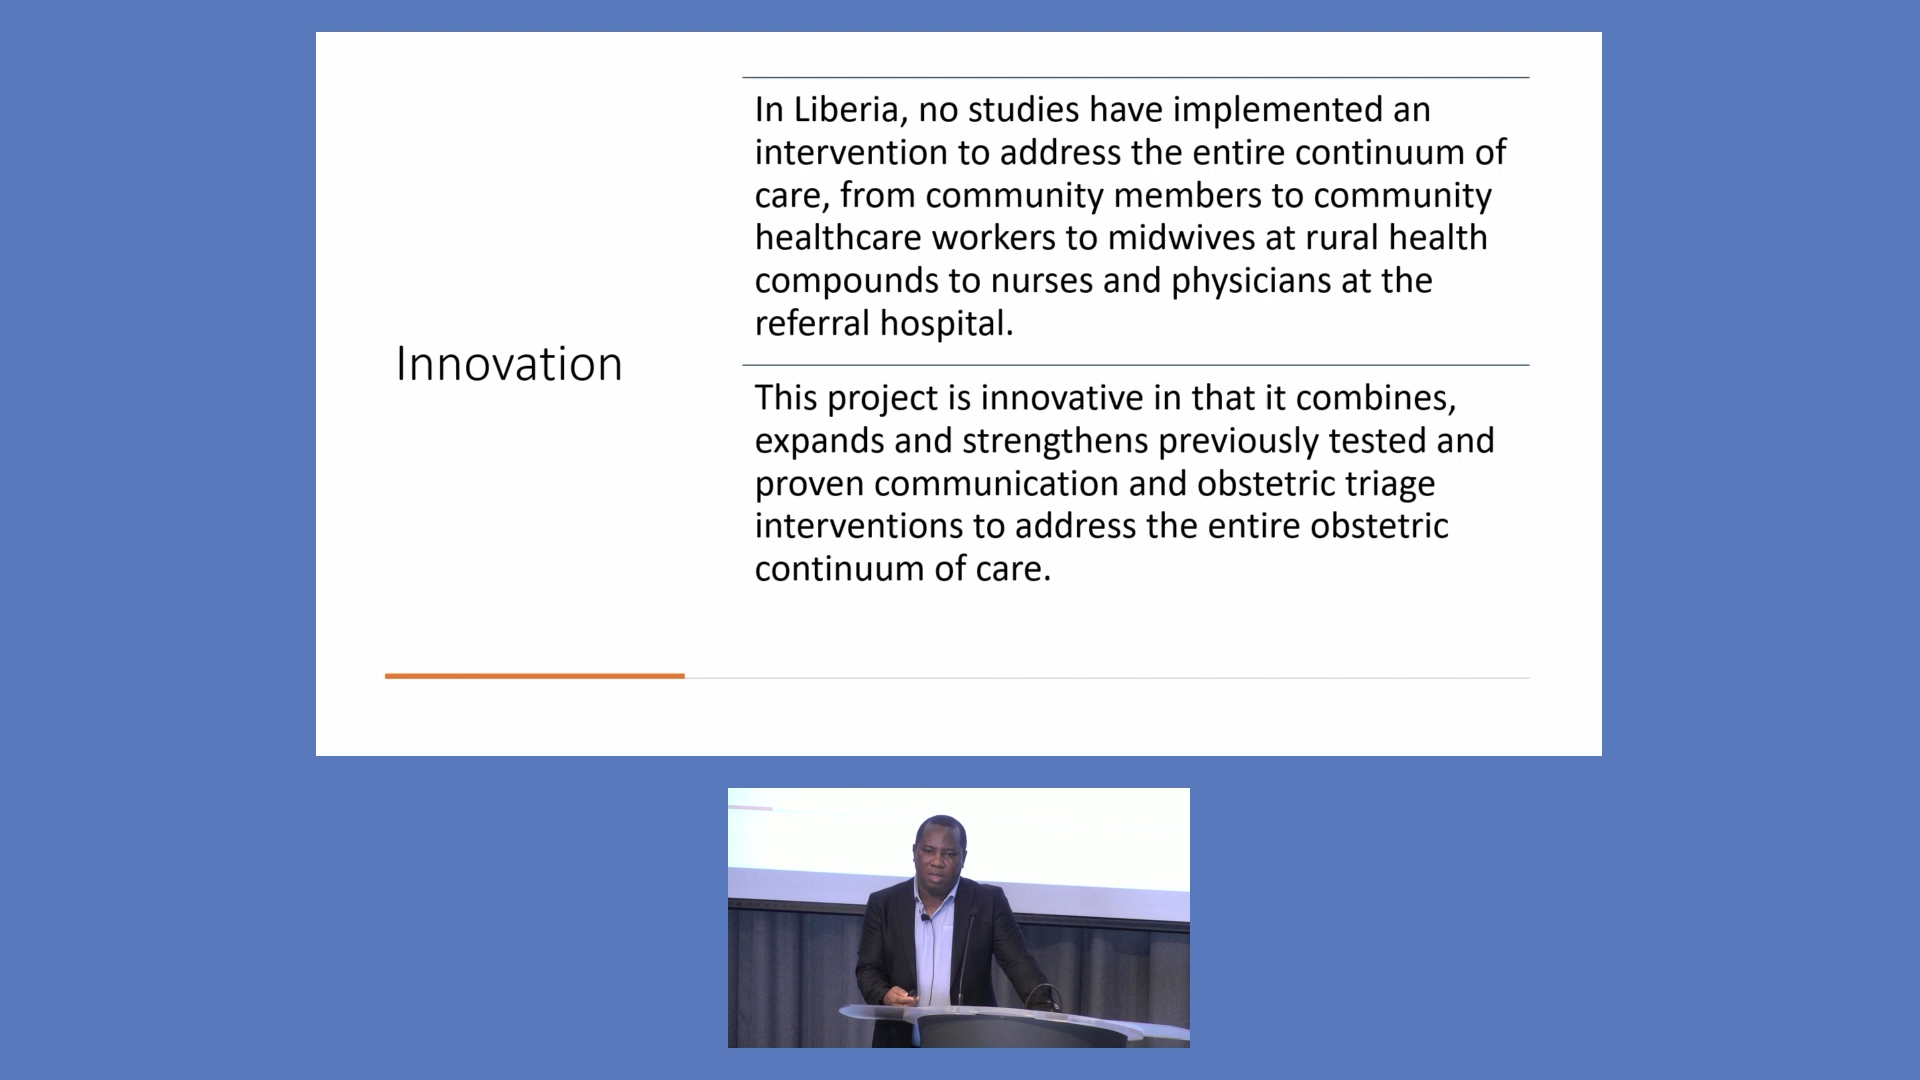 Innovation
In Liberia, no studies have implemented an
intervention to address the entire continuum of
care, from community members to community
healthcare workers to midwives at rural health
compounds to nurses and physicians at the
referral hospital.
This project is innovative in that it combines,
expands and strengthens previously tested and
proven communication and obstetric triage
interventions to address the entire obstetric
continuum of care.